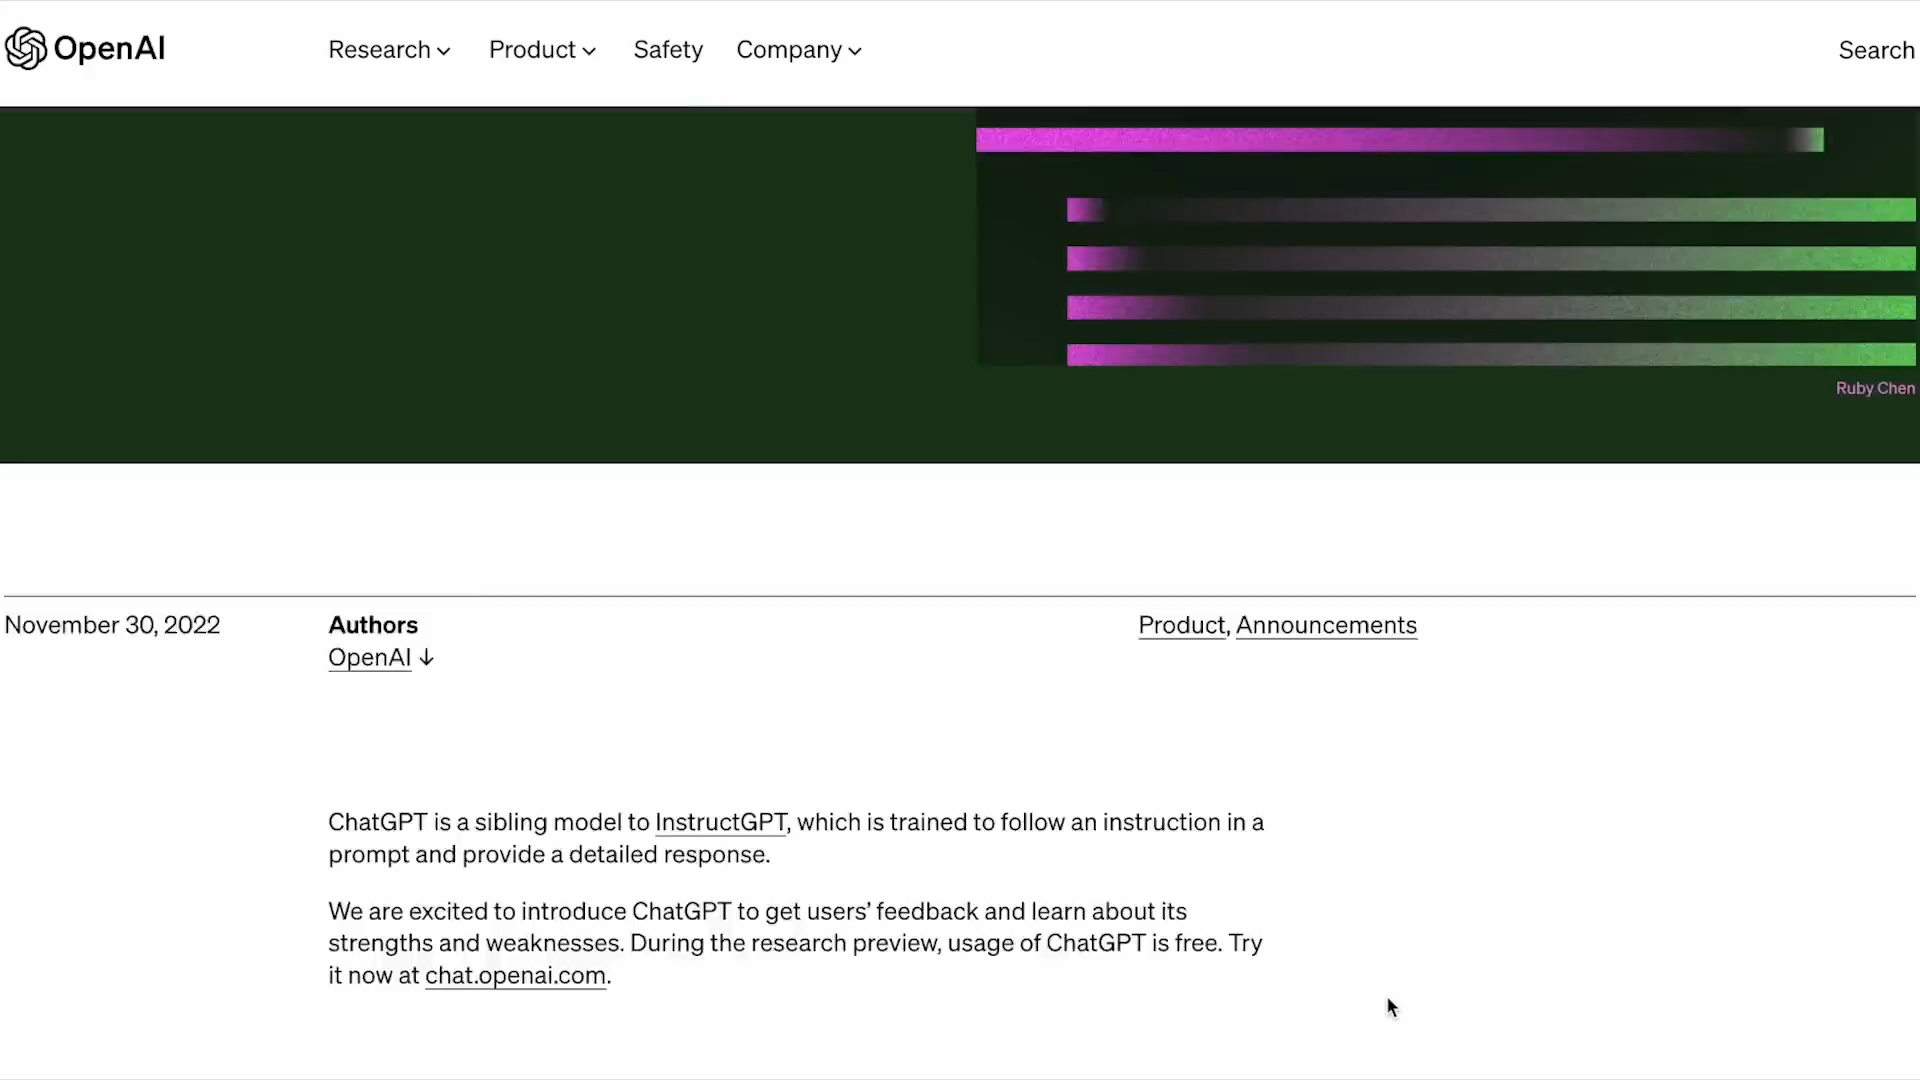 OpenAI Research Product Safety Company Search
Ruby Chen
November 30, 2022 Authors Product, Announcements
OpenAI ↓
ChatGPT is a sibling model to InstructGPT, which is trained to follow an instruction in a
prompt and provide a detailed response.
We are excited to introduce ChatGPT to get users’ feedback and learn about its
strengths and weaknesses. During the research preview, usage of ChatGPT is free. Try
it now at chat.openai.com.